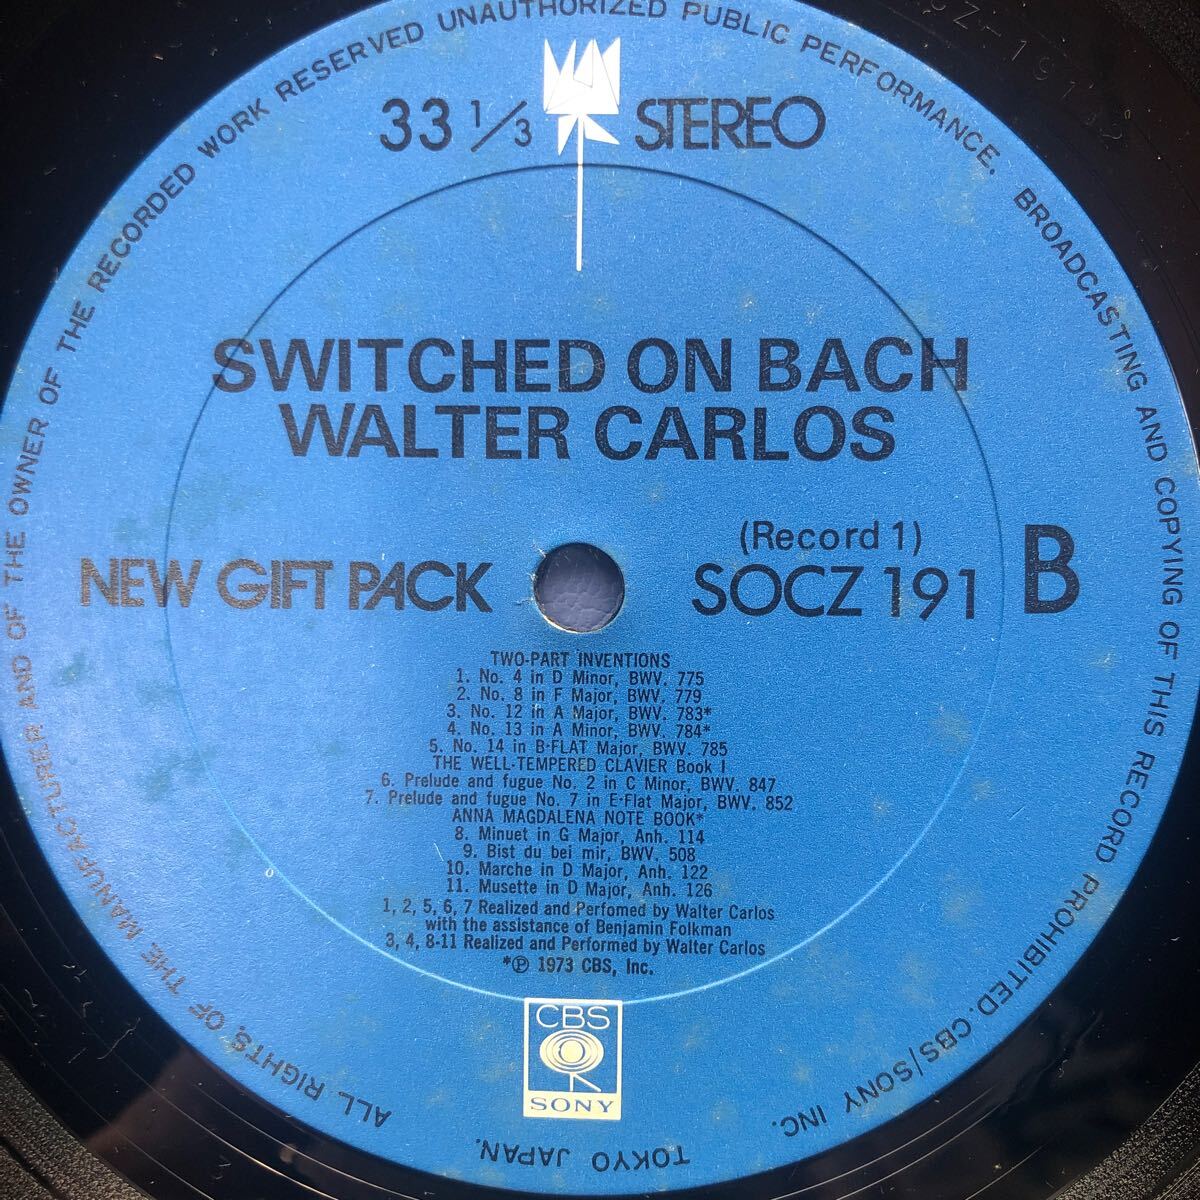 ALL RIGHTS, OF THE MANUFACTURER AND OF THE OWNER OF THE RECORDED WORK RESERVED UNAUTHORIZED PUBLIC PERFORMANCE. BROADCASTING AND COPYING OF THIS RECORD PROHIBITED. CBS/SONY INC.
TOKYO JAPAN.
33 1/3 STEREO
SWITCHED ON BACH
WALTER CARLOS
NEW GIFT PACK
(Record 1)
SOCZ 191
B
TWO-PART INVENTIONS
1. No. 4 in D Minor, BWV. 775
2. No. 8 in F Major, BWV. 779
3. No. 12 in A Major, BWV. 783*
4. No. 13 in A Minor, BWV. 784*
5. No. 14 in B·FLAT Major, BWV. 785
THE WELL-TEMPERED CLAVIER Book I
6. Prelude and fugue No. 2 in C Minor, BWV. 847
7. Prelude and fugue No. 7 in E·Flat Major, BWV. 852
ANNA MAGDALENA NOTE BOOK*
8. Minuet in G Major, Anh. 114
9. Bist du bei mir, BWV. 508
10. Marche in D Major, Anh. 122
11. Musette in D Major, Anh. 126
1, 2, 5, 6, 7 Realized and Perfomed by Walter Carlos
with the assistance of Benjamin Folkman
3, 4, 8-11 Realized and Performed by Walter Carlos
*℗ 1973 CBS, Inc.
CBS
SONY